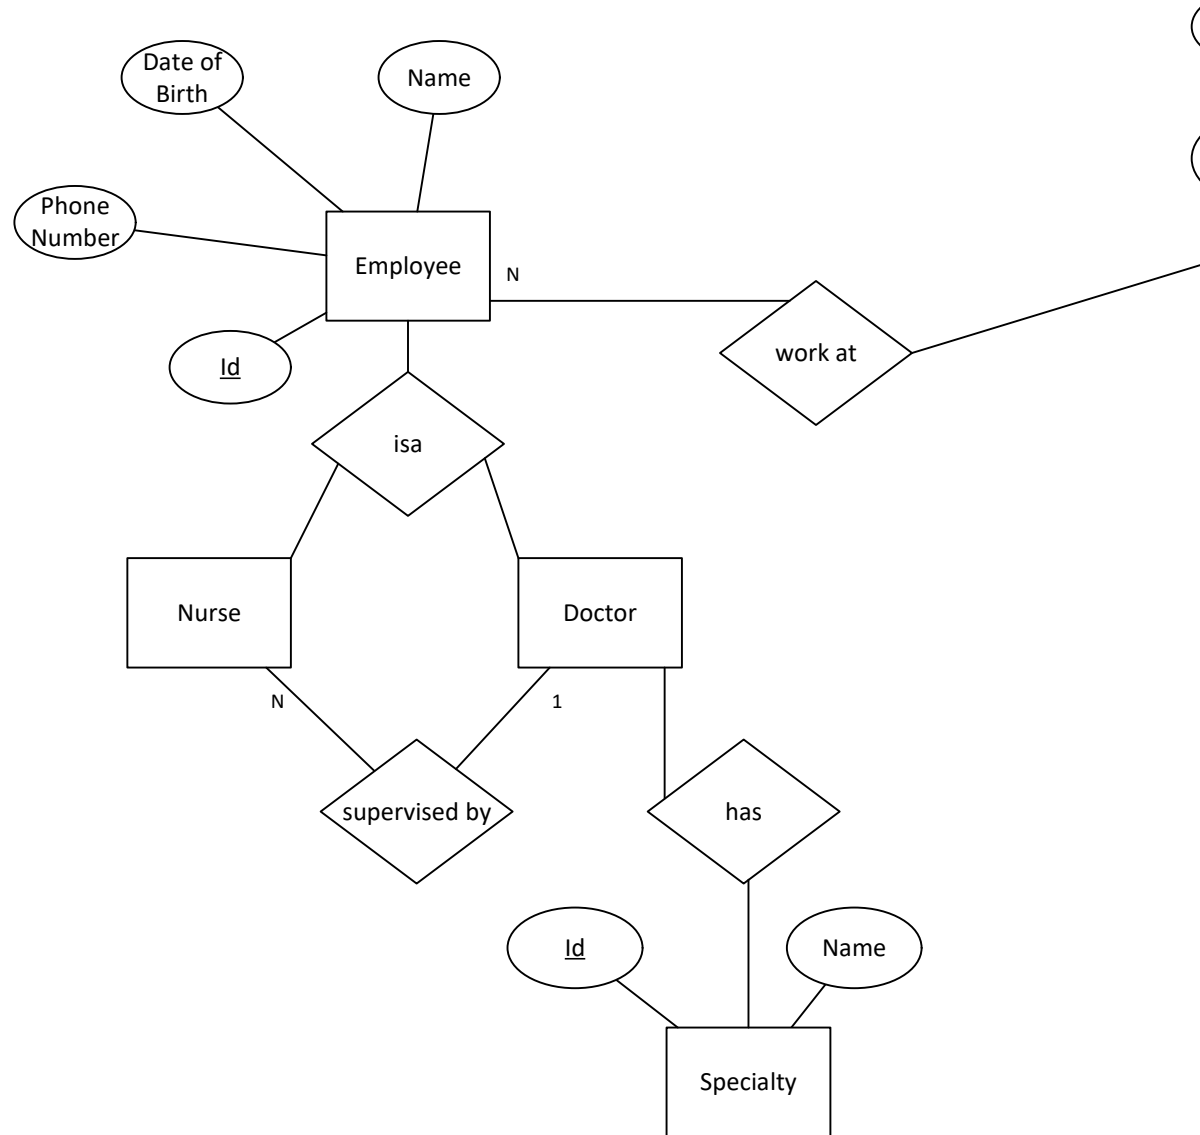 Date of
Birth
Name
Phone
Number
Employee
N
Id
work at
isa
Nurse
Doctor
N
1
supervised by
has
Id
Name
Specialty